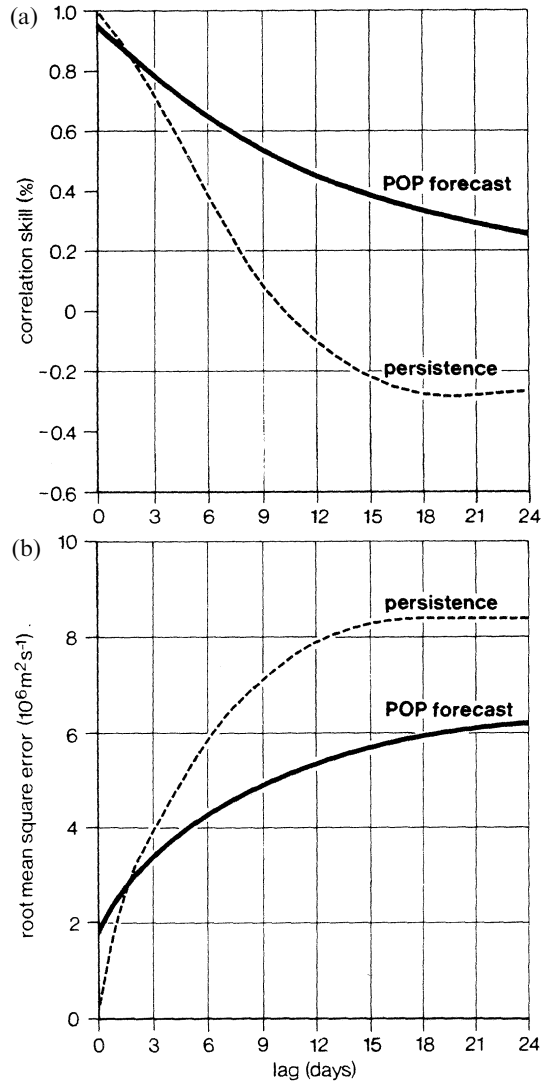 (a)
1.0
0.8
0.6
0.4
0.2
0
−0.2
−0.4
−0.6
correlation skill (%)
POP forecast
persistence
0 3 6 9 12 15 18 21 24
(b)
10
8
6
4
2
0
root mean square error (10⁶m²s⁻¹).
persistence
POP forecast
0 3 6 9 12 15 18 21 24
lag (days)